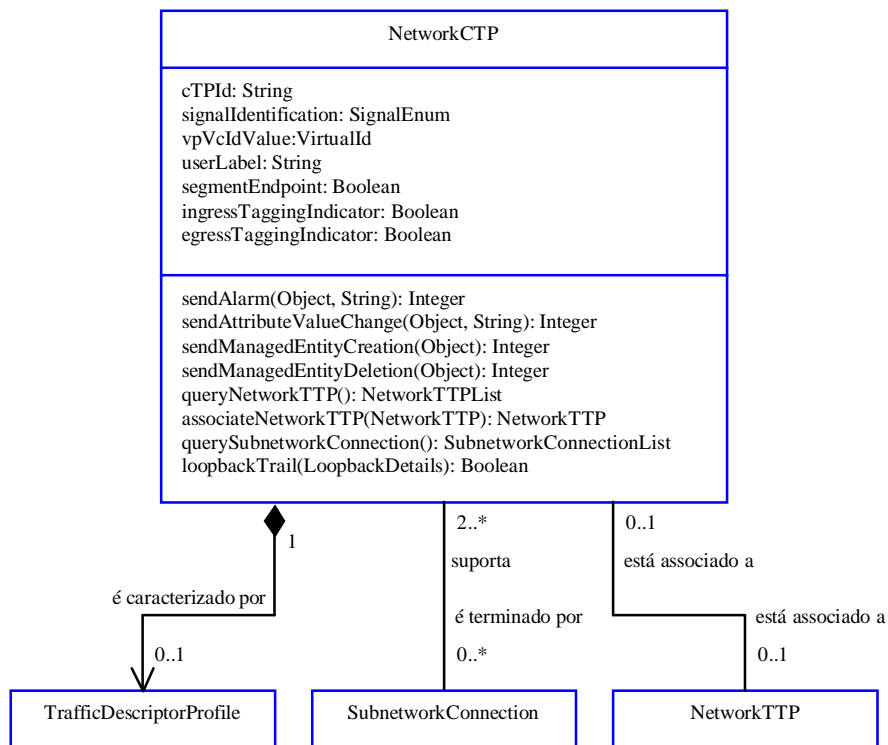 NetworkCTP
cTPId: String
signalIdentification: SignalEnum
vpVcIdValue:VirtualId
userLabel: String
segmentEndpoint: Boolean
ingressTaggingIndicator: Boolean
egressTaggingIndicator: Boolean
sendAlarm(Object, String): Integer
sendAttributeValueChange(Object, String): Integer
sendManagedEntityCreation(Object): Integer
sendManagedEntityDeletion(Object): Integer
queryNetworkTTP(): NetworkTTPList
associateNetworkTTP(NetworkTTP): NetworkTTP
querySubnetworkConnection(): SubnetworkConnectionList
loopbackTrail(LoopbackDetails): Boolean
1
2..*
0..1
suporta
está associado a
é caracterizado por
é terminado por
está associado a
0..1
0..*
0..1
TrafficDescriptorProfile
SubnetworkConnection
NetworkTTP